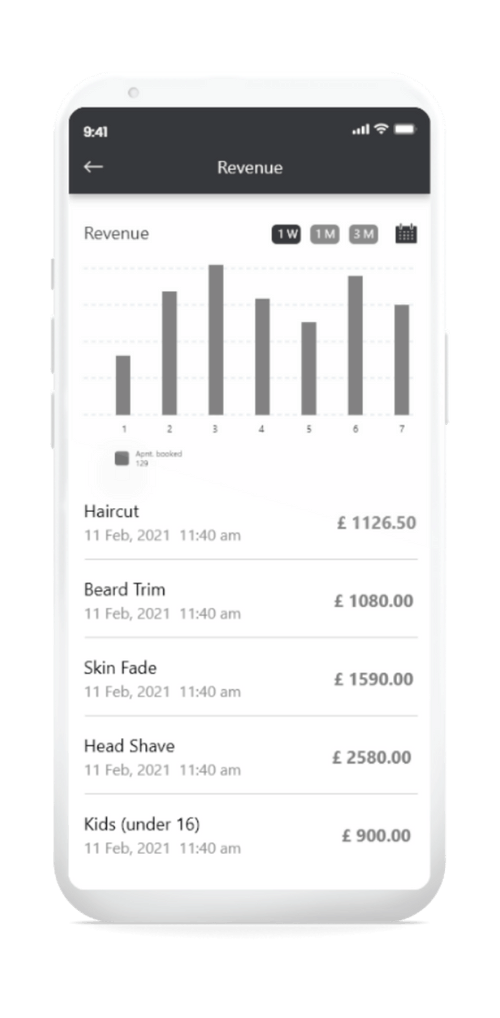 9:41
Revenue
Revenue
1 W 1 M 3 M
1 2 3 4 5 6 7
Apnt. booked
129
Haircut
11 Feb, 2021 11:40 am
£ 1126.50
Beard Trim
11 Feb, 2021 11:40 am
£ 1080.00
Skin Fade
11 Feb, 2021 11:40 am
£ 1590.00
Head Shave
11 Feb, 2021 11:40 am
£ 2580.00
Kids (under 16)
11 Feb, 2021 11:40 am
£ 900.00